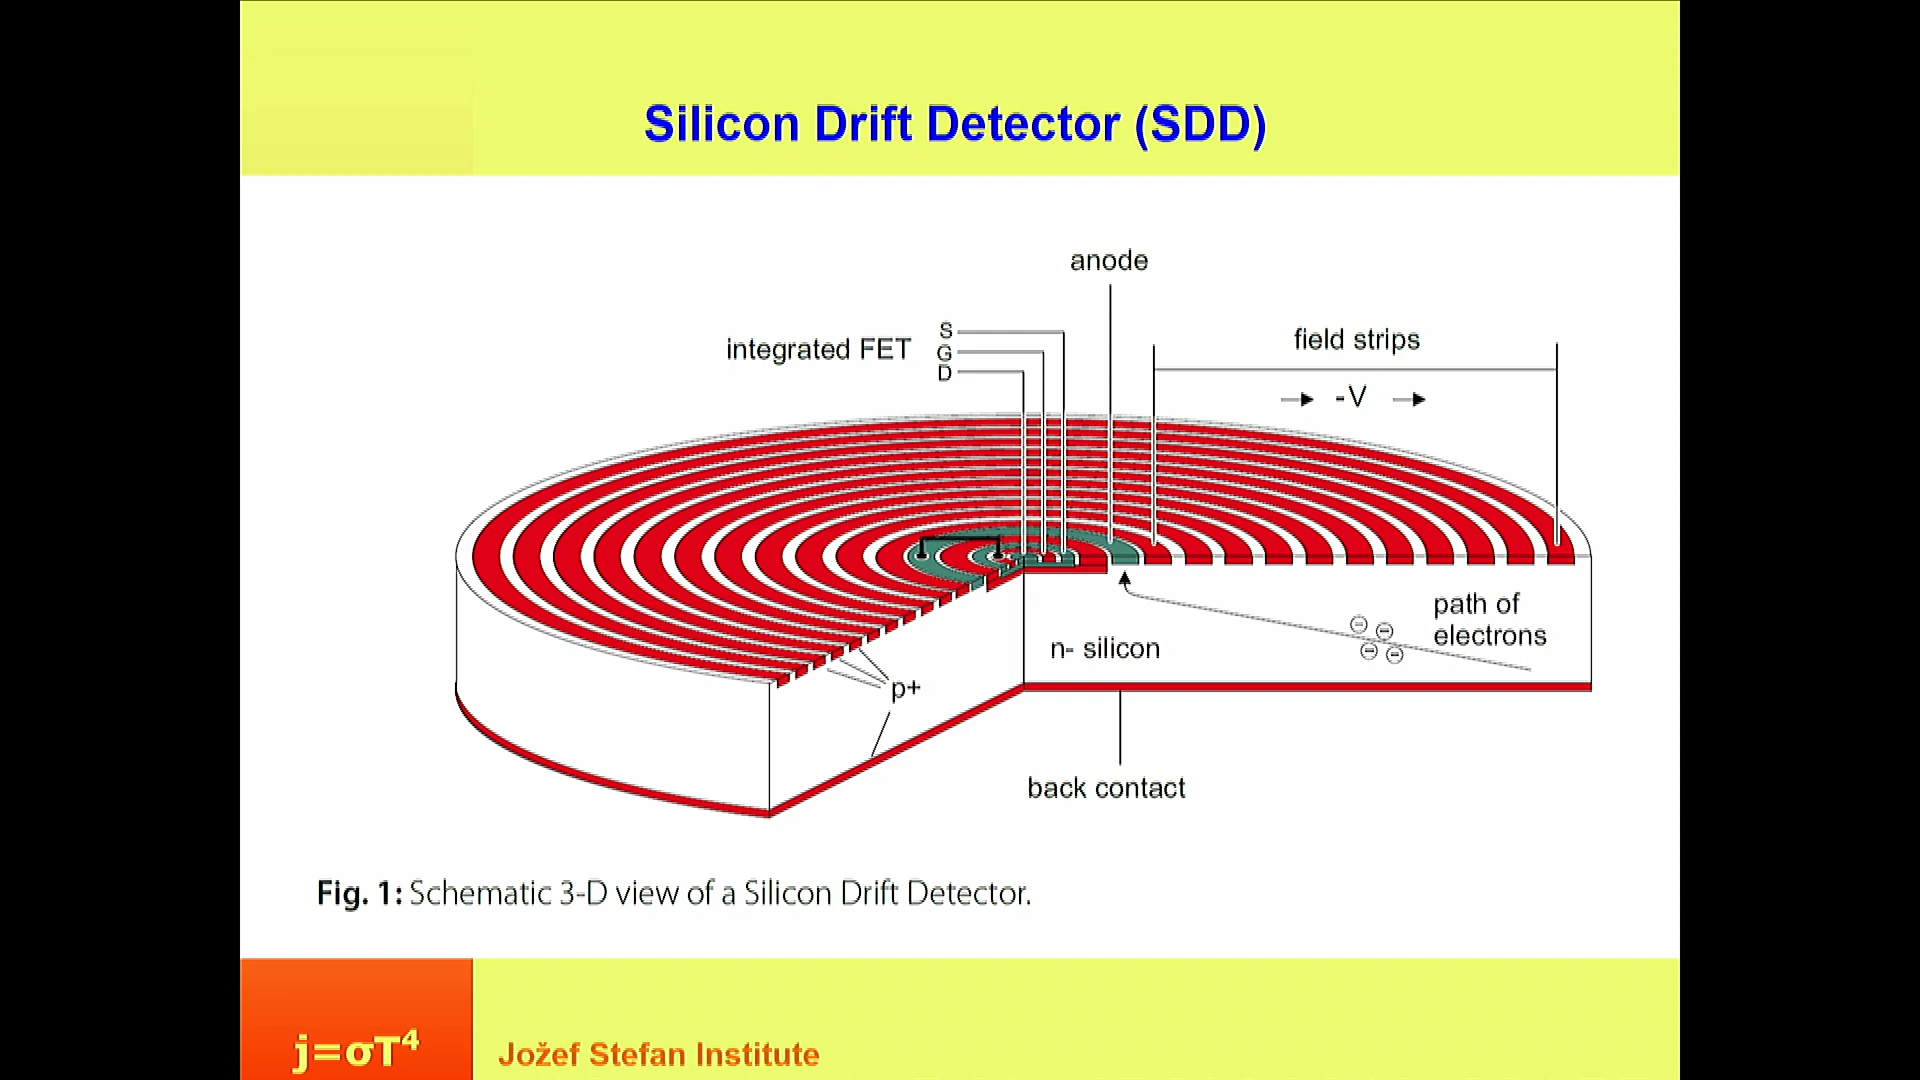 Silicon Drift Detector (SDD)
anode
integrated FET
S
G
D
field strips
-V
path of
electrons
n- silicon
p+
back contact
Fig. 1: Schematic 3-D view of a Silicon Drift Detector.
j=σT⁴
Jožef Stefan Institute